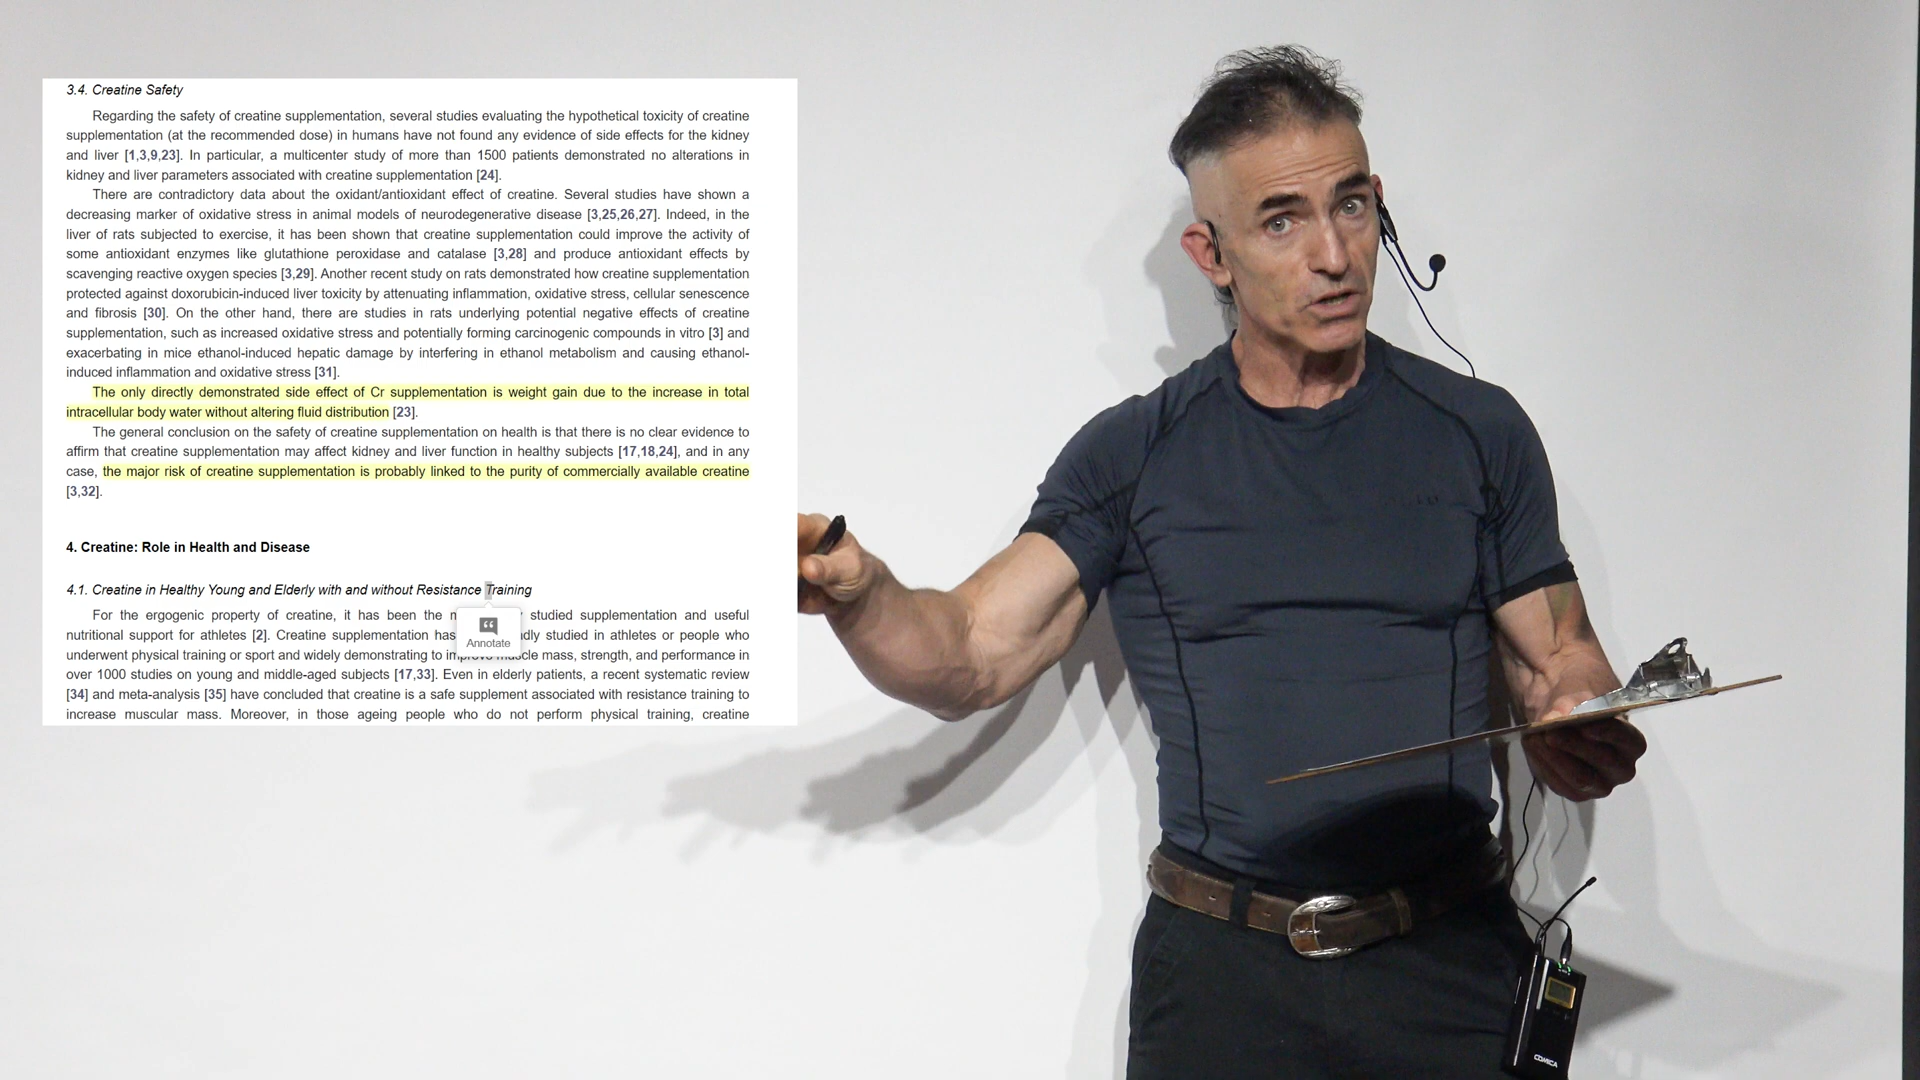 3.4. Creatine Safety
Regarding the safety of creatine supplementation, several studies evaluating the hypothetical toxicity of creatine
supplementation (at the recommended dose) in humans have not found any evidence of side effects for the kidney
and liver [1,3,9,23]. In particular, a multicenter study of more than 1500 patients demonstrated no alterations in
kidney and liver parameters associated with creatine supplementation [24].
There are contradictory data about the oxidant/antioxidant effect of creatine. Several studies have shown a
decreasing marker of oxidative stress in animal models of neurodegenerative disease [3,25,26,27]. Indeed, in the
liver of rats subjected to exercise, it has been shown that creatine supplementation could improve the activity of
some antioxidant enzymes like glutathione peroxidase and catalase [3,28] and produce antioxidant effects by
scavenging reactive oxygen species [3,29]. Another recent study on rats demonstrated how creatine supplementation
protected against doxorubicin-induced liver toxicity by attenuating inflammation, oxidative stress, cellular senescence
and fibrosis [30]. On the other hand, there are studies in rats underlying potential negative effects of creatine
supplementation, such as increased oxidative stress and potentially forming carcinogenic compounds in vitro [3] and
exacerbating in mice ethanol-induced hepatic damage by interfering in ethanol metabolism and causing ethanol-
induced inflammation and oxidative stress [31].
The only directly demonstrated side effect of Cr supplementation is weight gain due to the increase in total
intracellular body water without altering fluid distribution [23].
The general conclusion on the safety of creatine supplementation on health is that there is no clear evidence to
affirm that creatine supplementation may affect kidney and liver function in healthy subjects [17,18,24], and in any
case, the major risk of creatine supplementation is probably linked to the purity of commercially available creatine
[3,32].
4. Creatine: Role in Health and Disease
4.1. Creatine in Healthy Young and Elderly with and without Resistance Training
For the ergogenic property of creatine, it has been the studied supplementation and useful
nutritional support for athletes [2]. Creatine supplementation has studied in athletes or people who
Annotate
underwent physical training or sport and widely demonstrating to improve muscle mass, strength, and performance in
over 1000 studies on young and middle-aged subjects [17,33]. Even in elderly patients, a recent systematic review
[34] and meta-analysis [35] have concluded that creatine is a safe supplement associated with resistance training to
increase muscular mass. Moreover, in those ageing people who do not perform physical training, creatine
COMICA